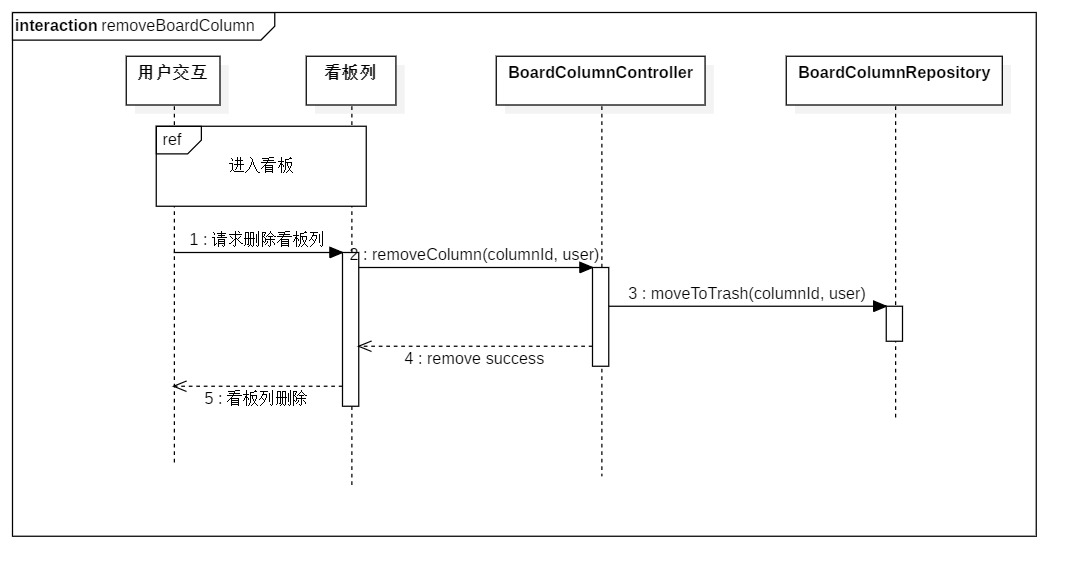 interaction removeBoardColumn
用户交互
看板列
BoardColumnController
BoardColumnRepository
ref
进入看板
1 : 请求删除看板列
2 : removeColumn(columnId, user)
3 : moveToTrash(columnId, user)
4 : remove success
5 : 看板列删除